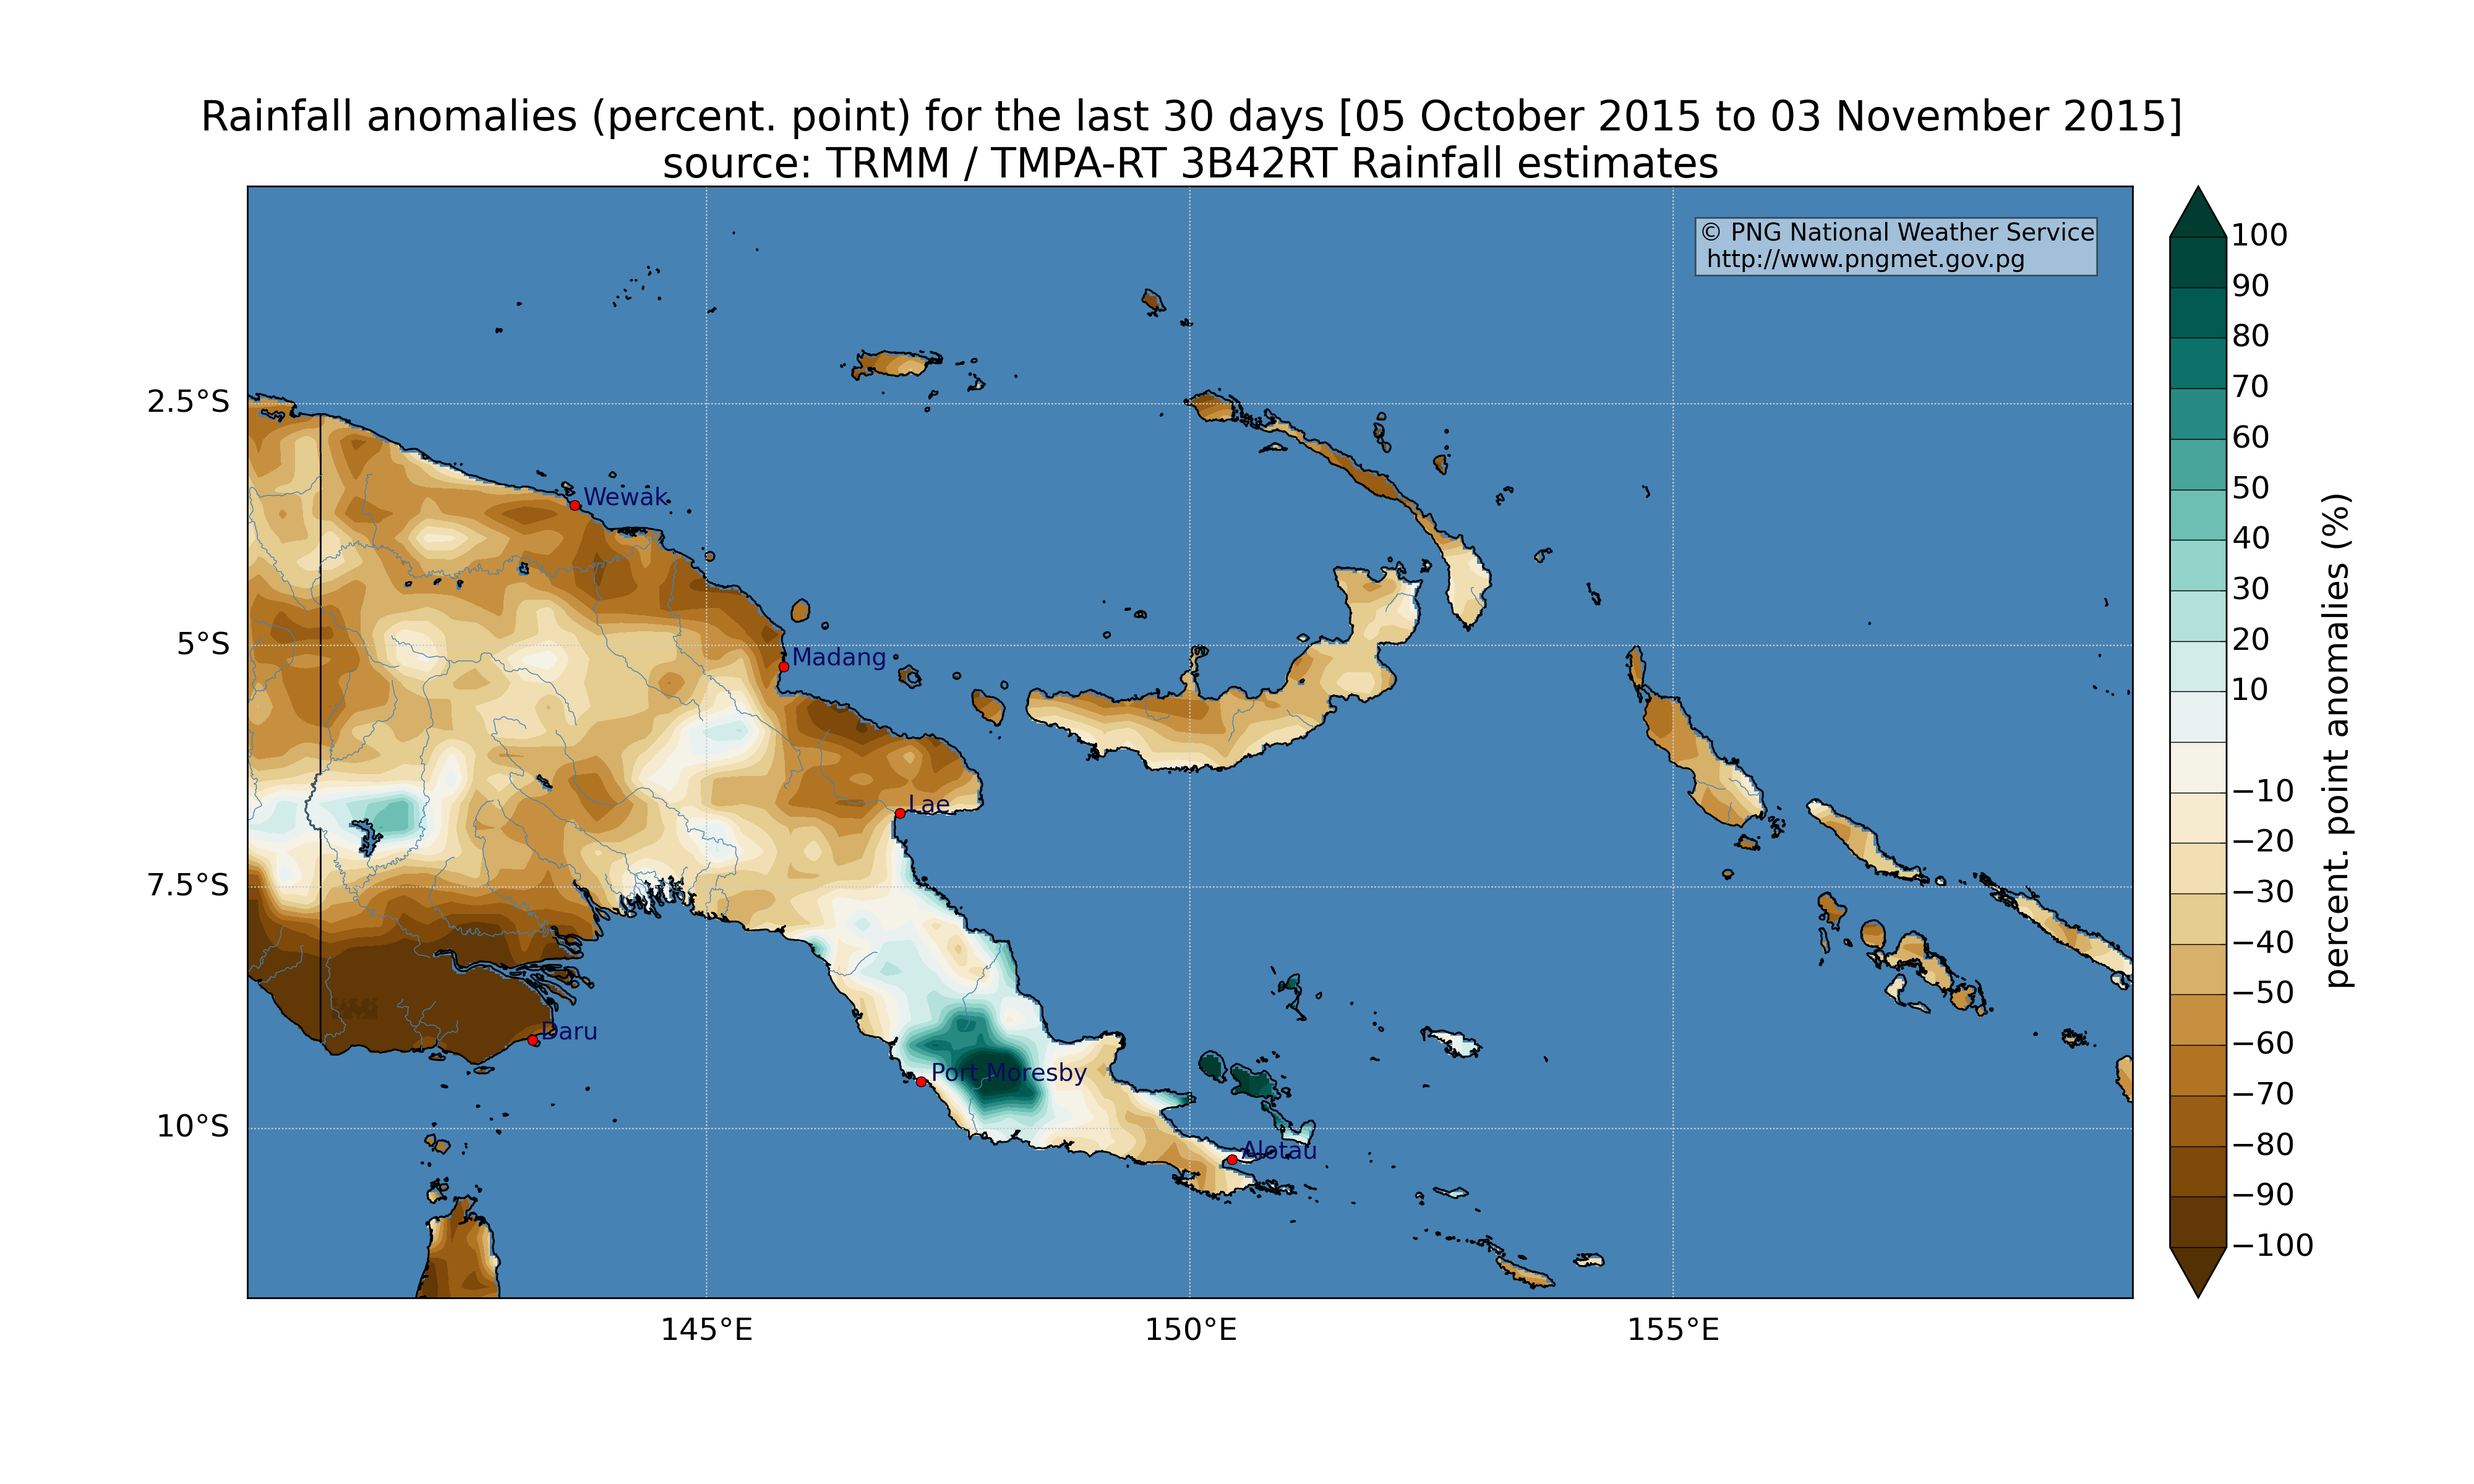 Rainfall anomalies (percent. point) for the last 30 days [05 October 2015 to 03 November 2015]
source: TRMM / TMPA-RT 3B42RT Rainfall estimates
© PNG National Weather Service
http://www.pngmet.gov.pg
2.5°S
5°S
7.5°S
10°S
Wewak
Madang
Lae
Daru
Port Moresby
Alotau
145°E
150°E
155°E
100
90
80
70
60
50
40
30
20
10
−10
−20
−30
−40
−50
−60
−70
−80
−90
−100
percent. point anomalies (%)